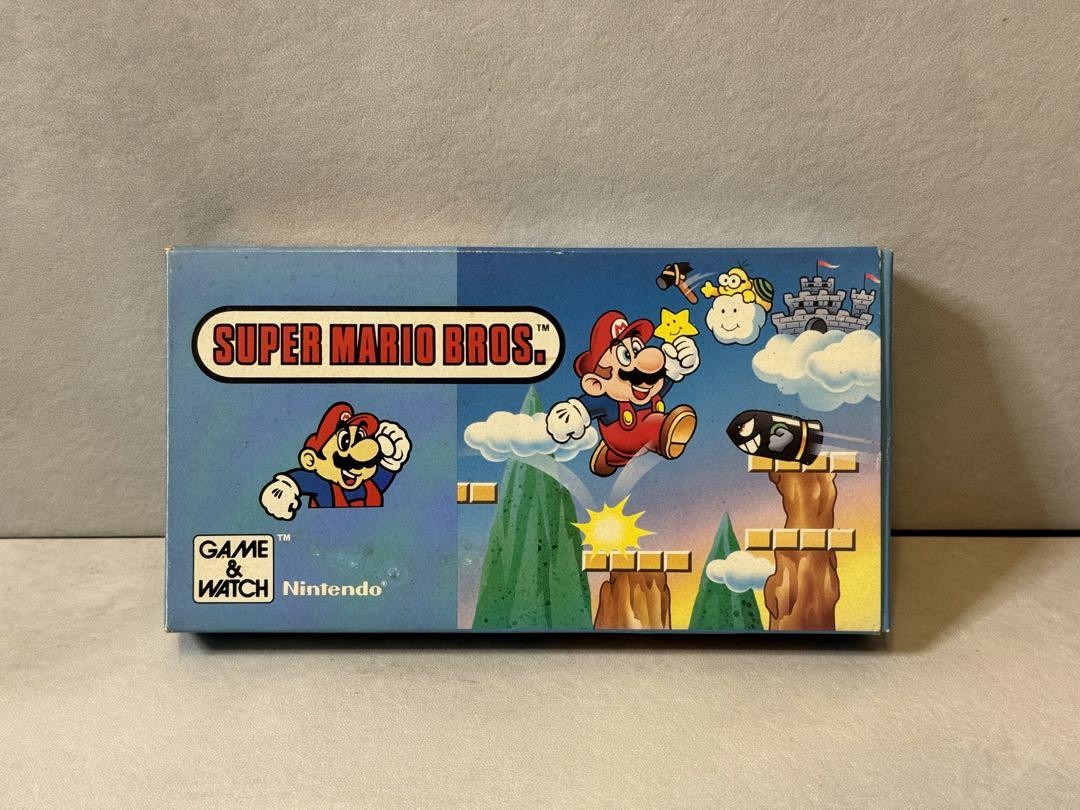 SUPER MARIO BROS.™
M
M
GAME
&
WATCH™
Nintendo®